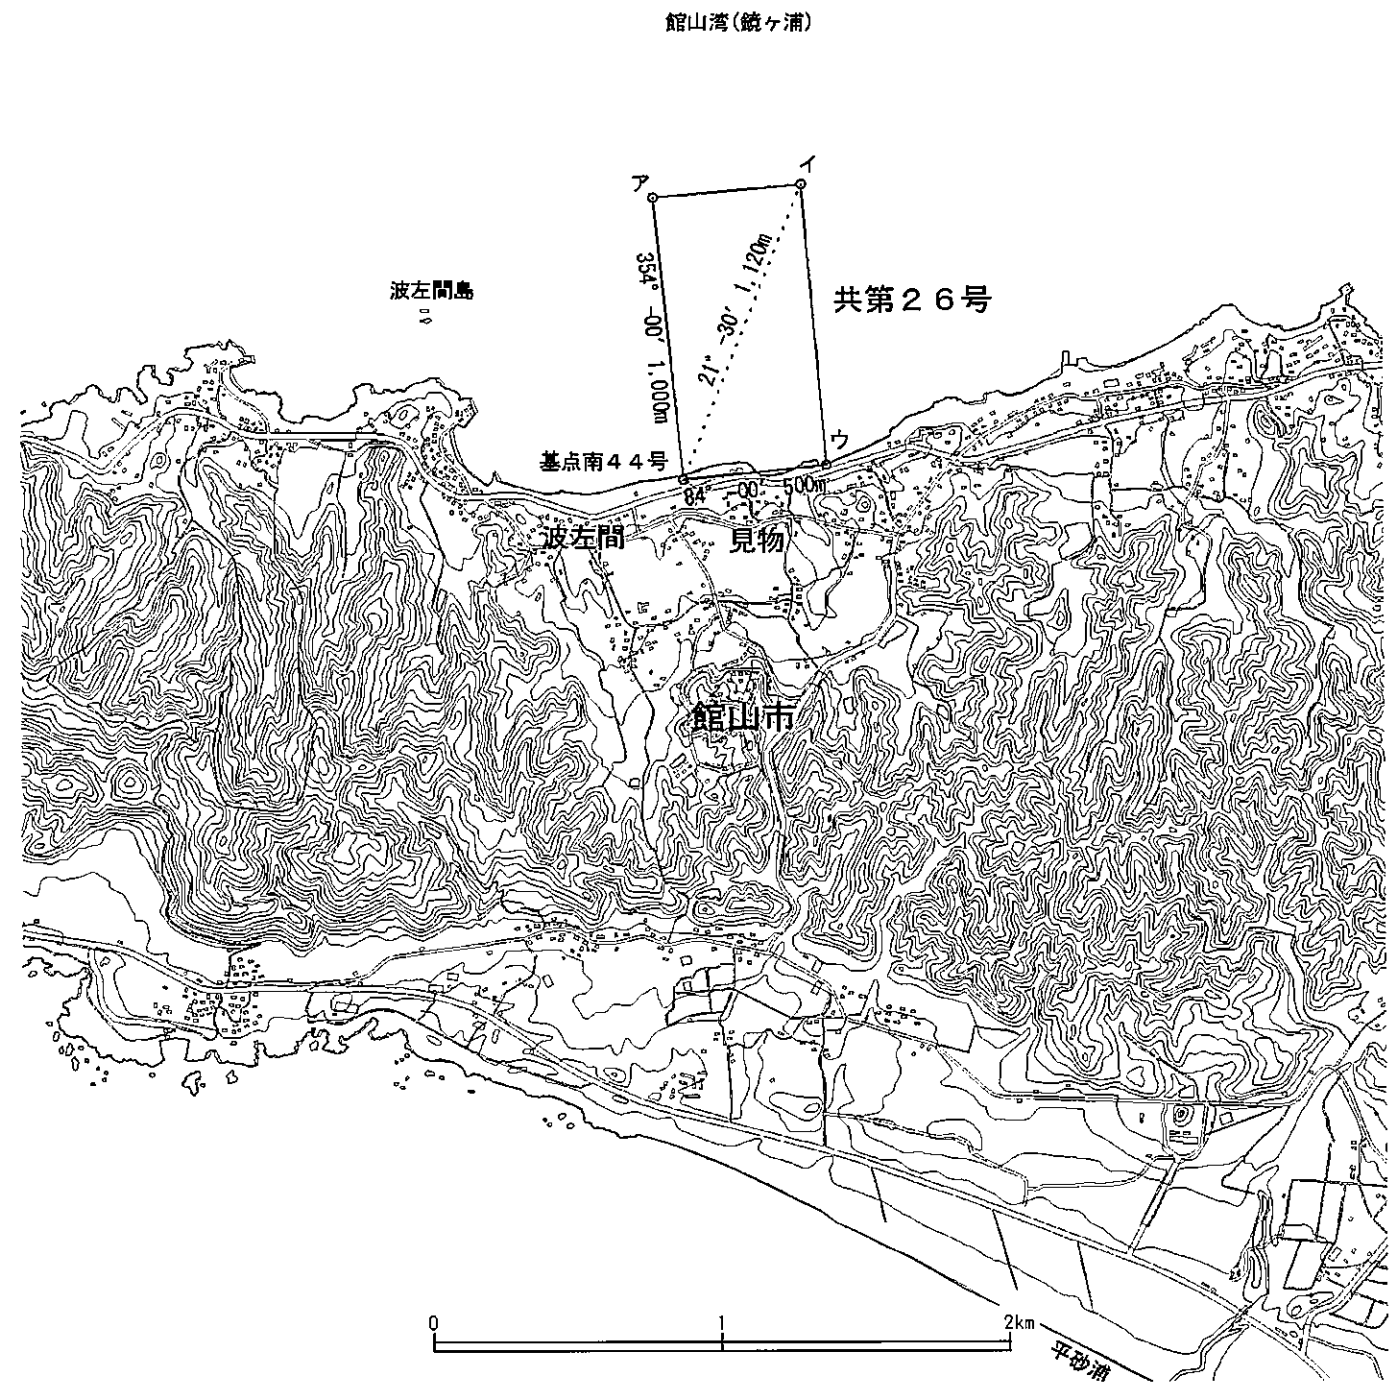 館山湾(鏡ヶ浦)
ア
イ
354° -00′ 1,000m
21° -30′ 1,120m
波左間島
共第26号
ウ
基点南44号
84° -00′ 500m
波左間
見物
館山市
0 1 2km
平砂浦